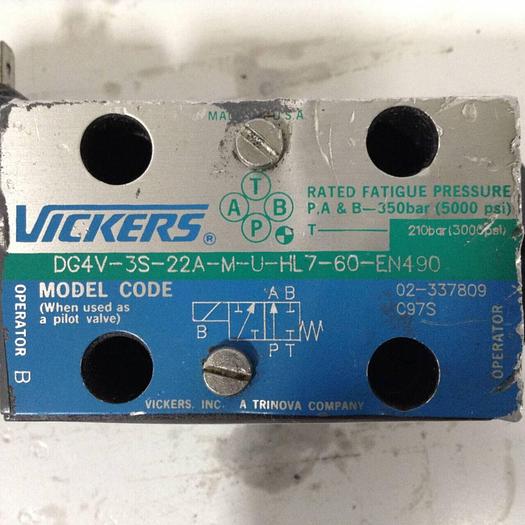 MADE IN U.S.A
T
A B
P
VICKERS®
RATED FATIGUE PRESSURE
P,A & B—350bar (5000 psi)
T— 210bar(3000psi)
DG4V-3S-22A-M-U-HL7-60-EN490
MODEL CODE
(When used as
a pilot valve)
02-337809
C97S
A B
B
P T
OPERATOR B
OPERATOR
VICKERS, INC. A TRINOVA COMPANY